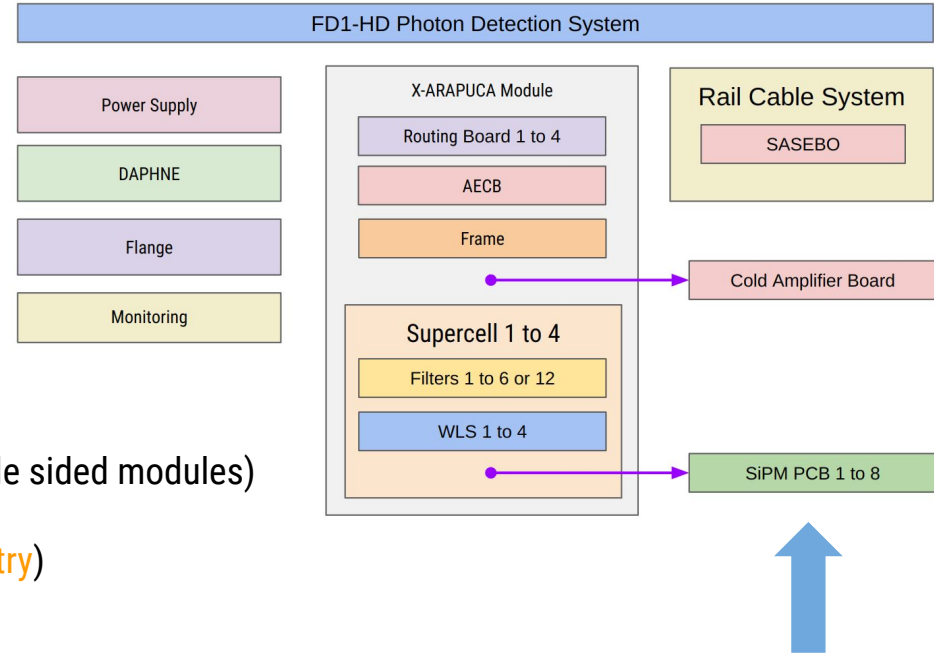 FD1-HD Photon Detection System
Power Supply
DAPHNE
Flange
Monitoring
X-ARAPUCA Module
Routing Board 1 to 4
AECB
Frame
Supercell 1 to 4
Filters 1 to 6 or 12
WLS 1 to 4
Rail Cable System
SASEBO
Cold Amplifier Board
SiPM PCB 1 to 8
sided modules)